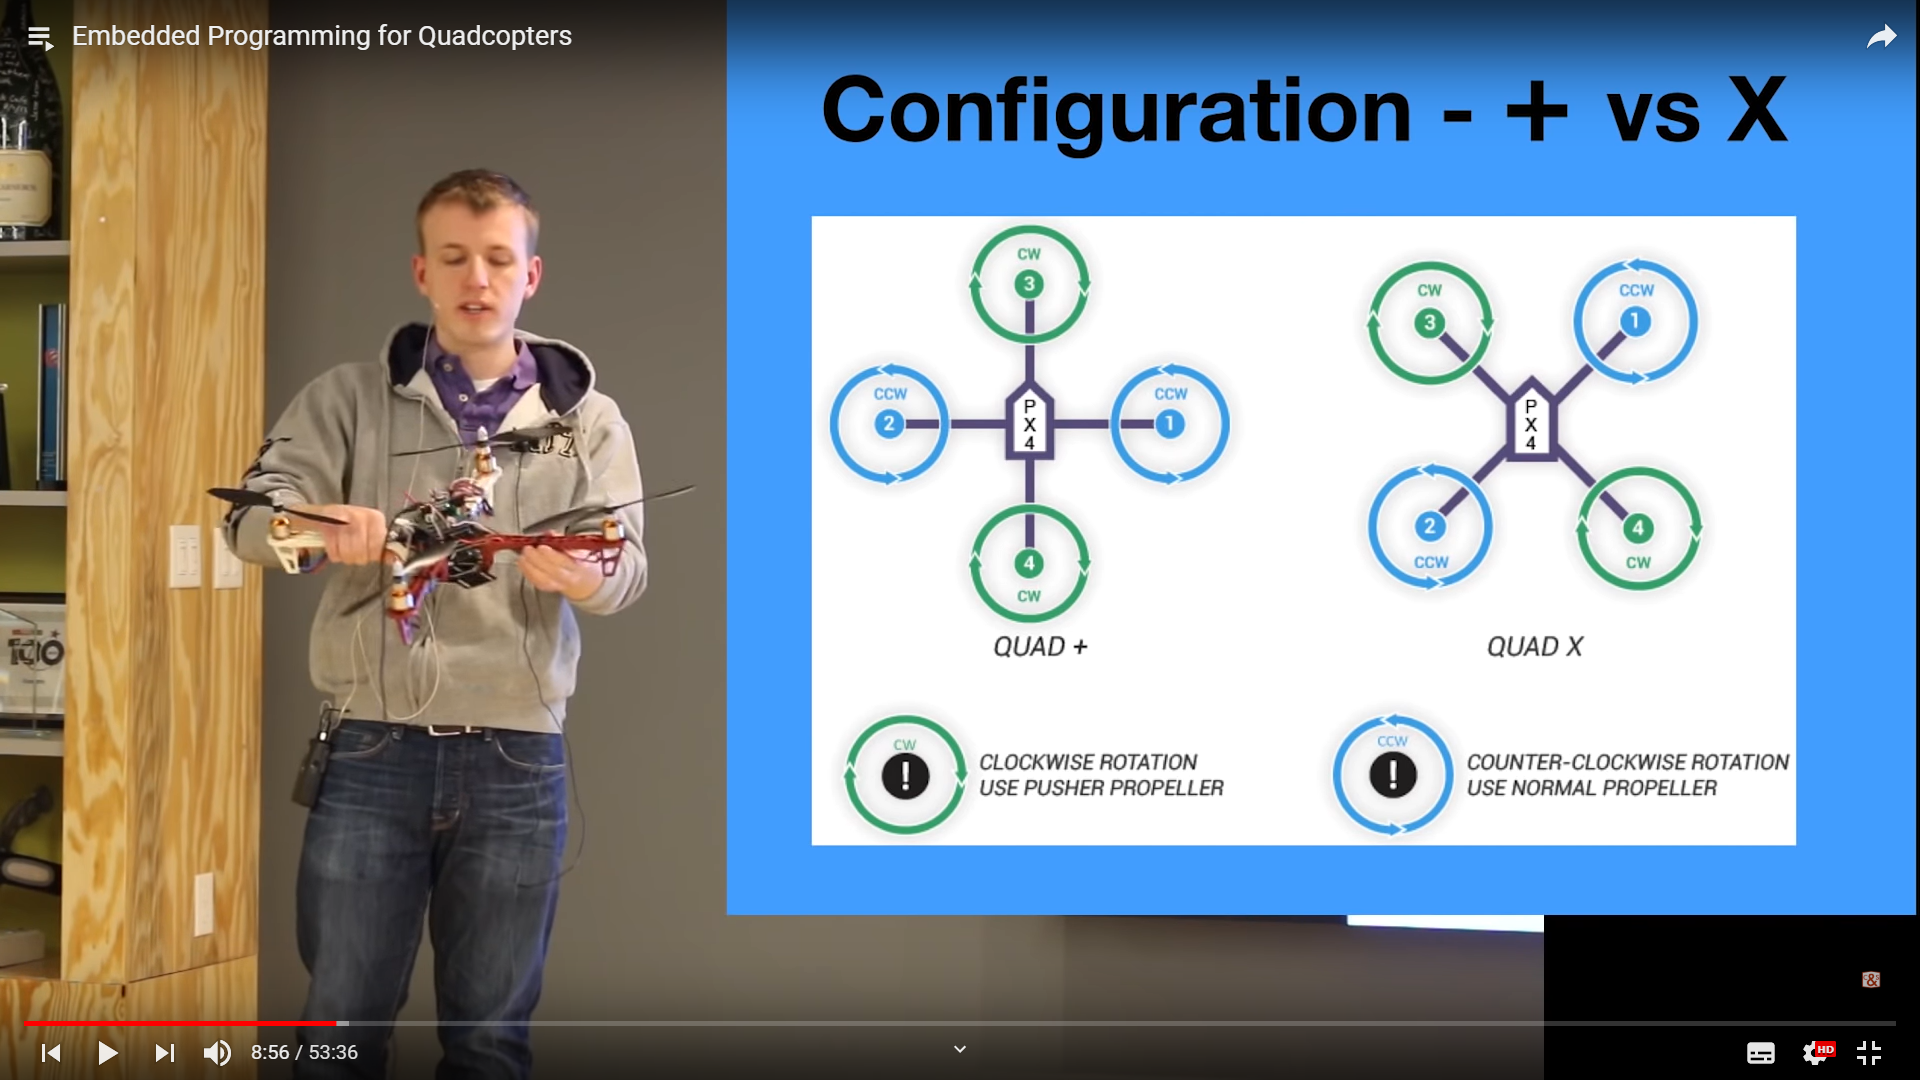 Embedded Programming for Quadcopters
Configuration - + vs X
CW
3
CCW
2
P
X
4
CCW
1
4
CW
QUAD +
CW
3
CCW
1
P
X
4
2
CCW
4
CW
QUAD X
CW
!
CLOCKWISE ROTATION
USE PUSHER PROPELLER
CCW
!
COUNTER-CLOCKWISE ROTATION
USE NORMAL PROPELLER
8:56 / 53:36
HD